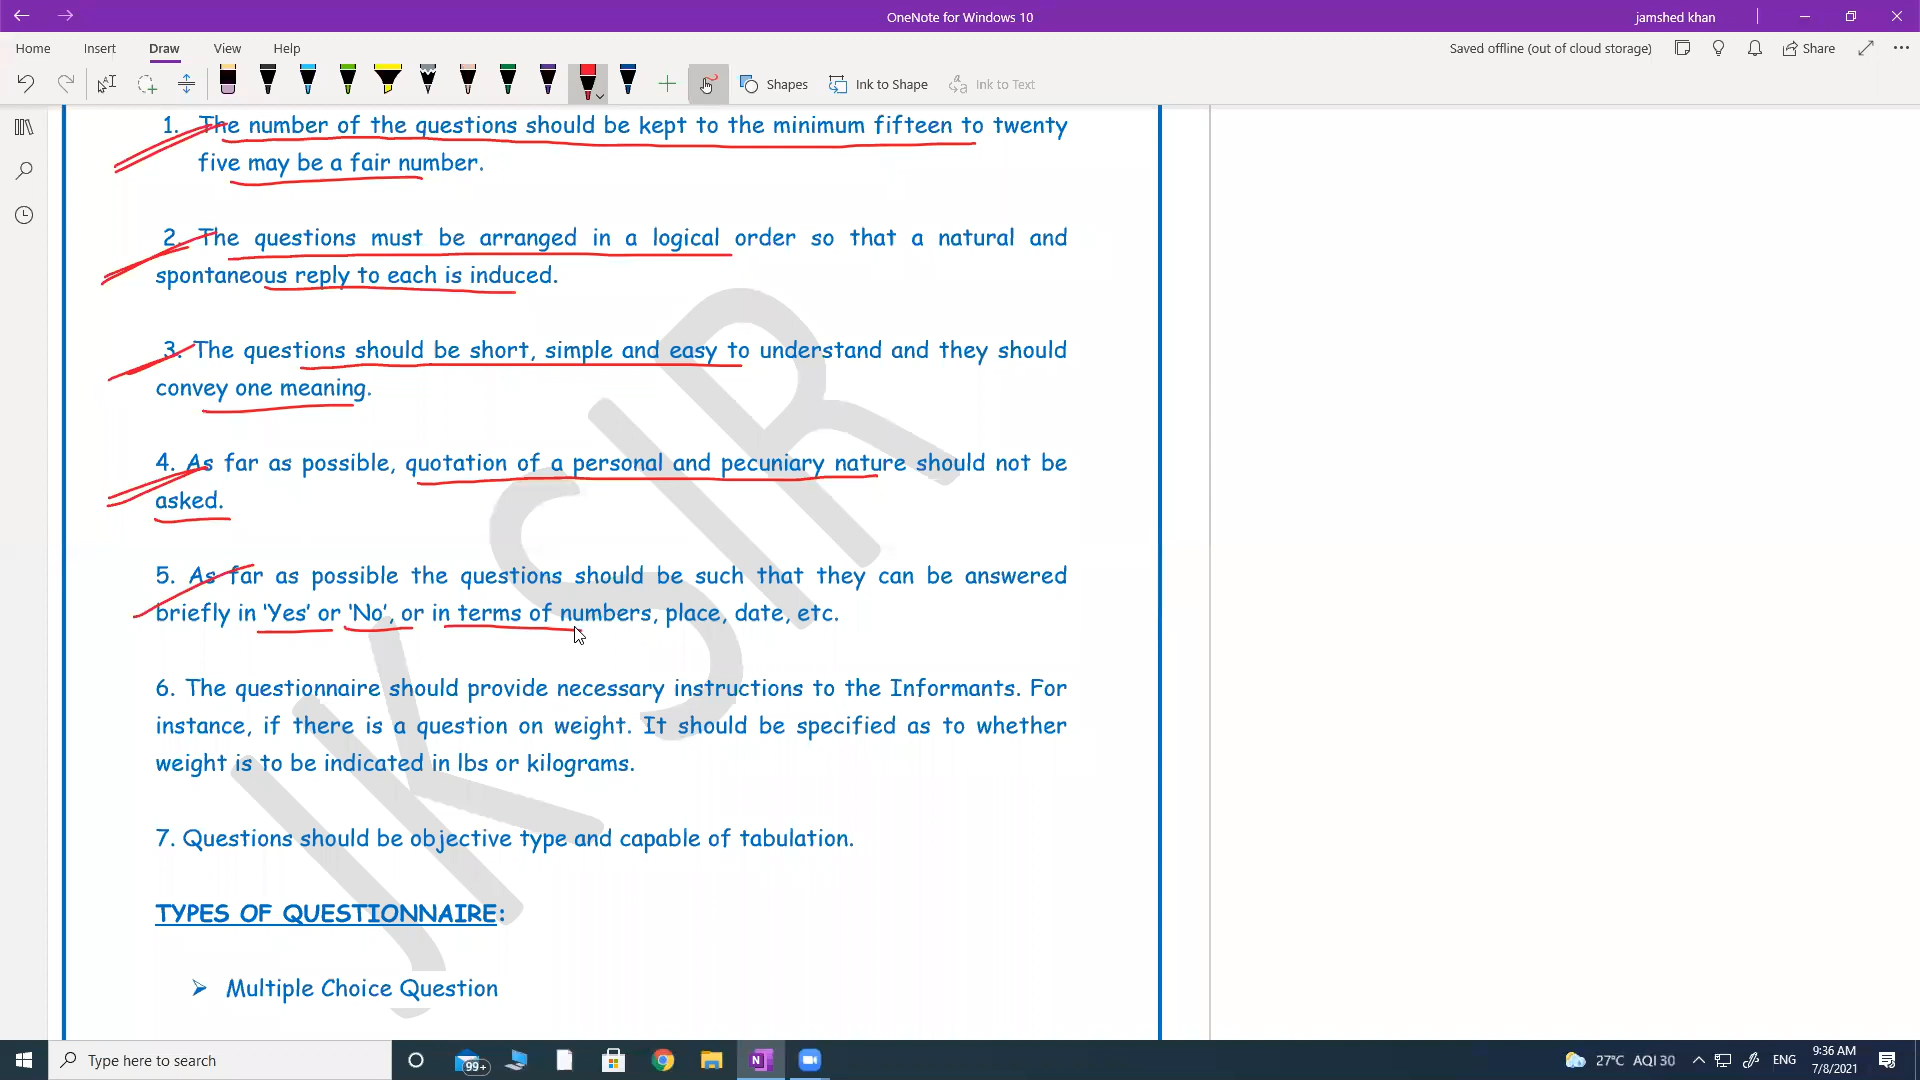 OneNote for Windows 10
jamshed khan
Home Insert Draw View Help
Saved offline (out of cloud storage)
Share
Shapes
Ink to Shape
Ink to Text
1. The number of the questions should be kept to the minimum fifteen to twenty
five may be a fair number.
2. The questions must be arranged in a logical order so that a natural and
spontaneous reply to each is induced.
3. The questions should be short, simple and easy to understand and they should
convey one meaning.
4. As far as possible, quotation of a personal and pecuniary nature should not be
asked.
5. As far as possible the questions should be such that they can be answered
briefly in ‘Yes’ or ‘No’, or in terms of numbers, place, date, etc.
6. The questionnaire should provide necessary instructions to the Informants. For
instance, if there is a question on weight. It should be specified as to whether
weight is to be indicated in lbs or kilograms.
7. Questions should be objective type and capable of tabulation.
TYPES OF QUESTIONNAIRE:
➢ Multiple Choice Question
JK SIR
Type here to search
99+
27°C AQI 30
ENG
9:36 AM
7/8/2021